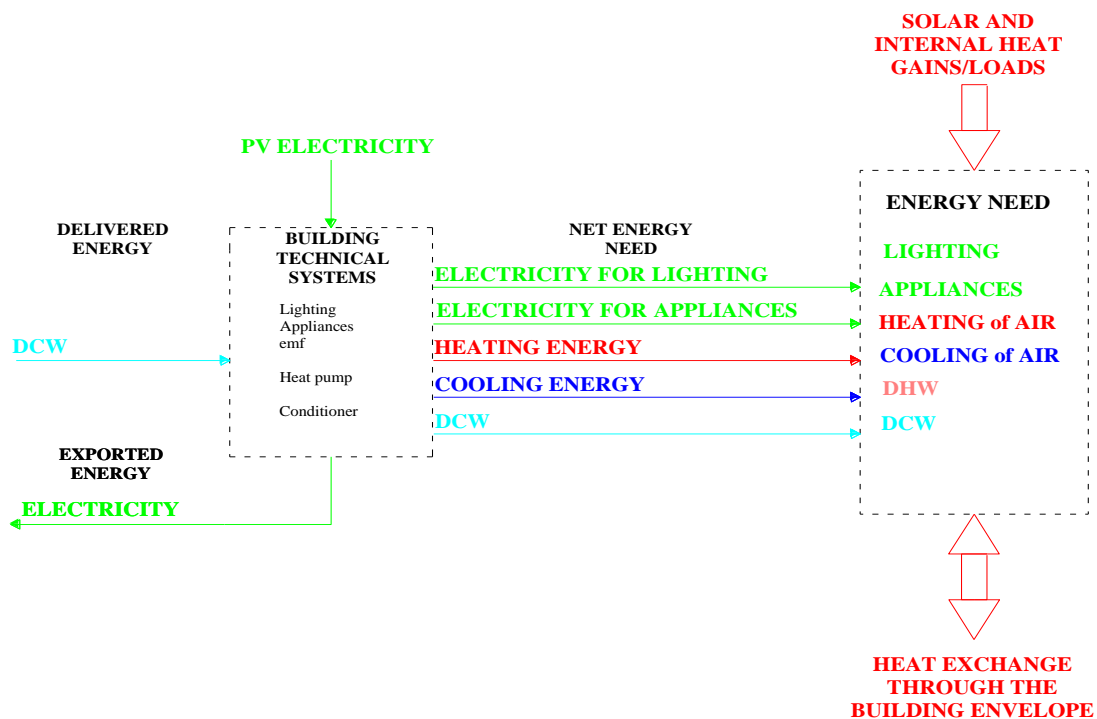 SOLAR AND
INTERNAL HEAT
GAINS/LOADS
PV ELECTRICITY
DELIVERED
ENERGY
DCW
EXPORTED
ENERGY
ELECTRICITY
BUILDING
TECHNICAL
SYSTEMS
Lighting
Appliances
emf
Heat pump
Conditioner
NET ENERGY
NEED
ELECTRICITY FOR LIGHTING
ELECTRICITY FOR APPLIANCES
HEATING ENERGY
COOLING ENERGY
DCW
ENERGY NEED
LIGHTING
APPLIANCES
HEATING of AIR
COOLING of AIR
DHW
DCW
HEAT EXCHANGE
THROUGH THE
BUILDING ENVELOPE